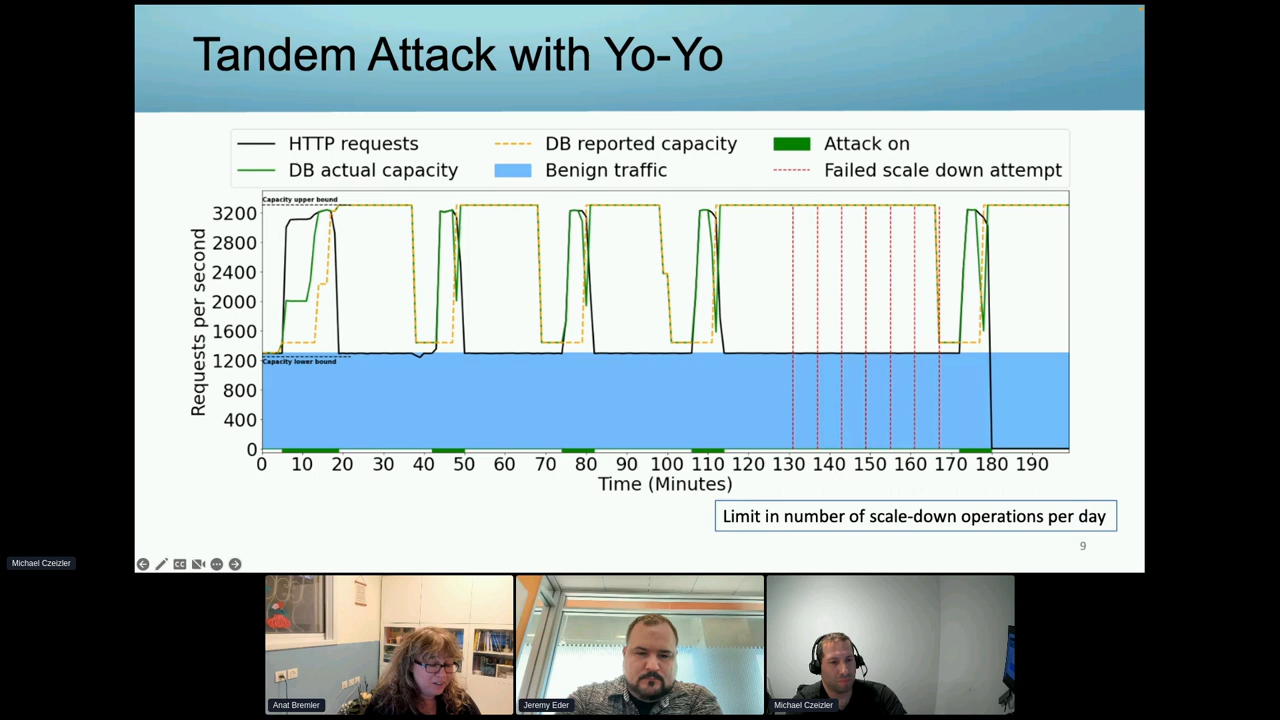 Tandem Attack with Yo-Yo
HTTP requests
DB reported capacity
Attack on
DB actual capacity
Benign traffic
Failed scale down attempt
Capacity upper bound
Capacity lower bound
Requests per second
3200
2800
2400
2000
1600
1200
800
400
0
0 10 20 30 40 50 60 70 80 90 100 110 120 130 140 150 160 170 180 190
Time (Minutes)
Limit in number of scale-down operations per day
9
Michael Czeizler
CC
Anat Bremler
Jeremy Eder
Michael Czeizler